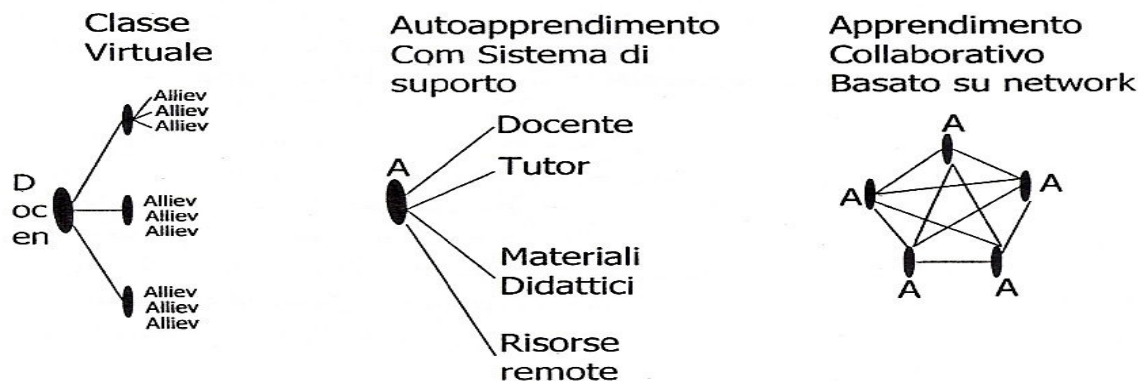 Classe
Virtuale
Alliev
Alliev
Alliev
D
oc
en
Alliev
Alliev
Alliev
Alliev
Alliev
Alliev
Autoapprendimento
Com Sistema di
suporto
A
Docente
Tutor
Materiali
Didattici
Risorse
remote
Apprendimento
Collaborativo
Basato su network
A
A
A
A
A